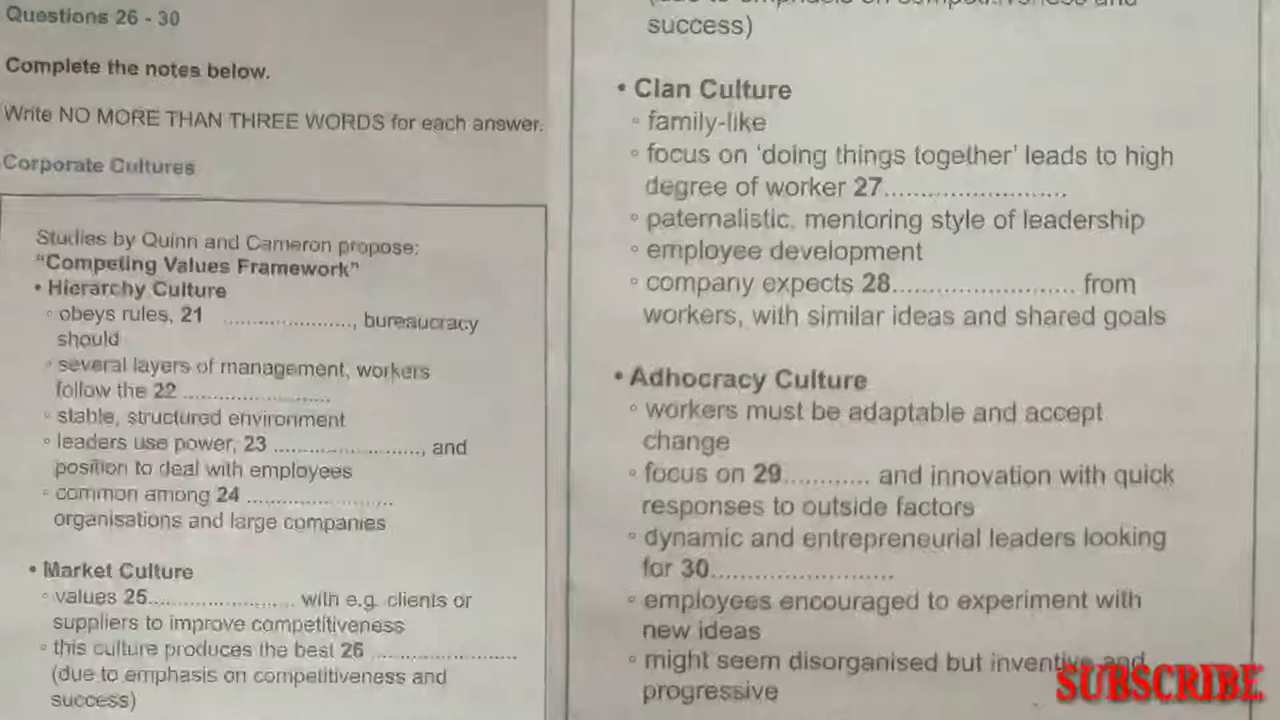 Questions 26 - 30
Complete the notes below.
Write NO MORE THAN THREE WORDS for each answer.
Corporate Cultures
Studies by Quinn and Cameron propose:
“Competing Values Framework”
• Hierarchy Culture
◦ obeys rules, 21 ......................, bureaucracy
should
◦ several layers of management, workers
follow the 22 .........................
◦ stable, structured environment
◦ leaders use power, 23 ........................., and
position to deal with employees
◦ common among 24 .........................
organisations and large companies
• Market Culture
◦ values 25......................... with e.g. clients or
suppliers to improve competitiveness
◦ this culture produces the best 26 .........................
(due to emphasis on competitiveness and
success)
(due to emphasis on competitiveness and
success)
• Clan Culture
◦ family-like
◦ focus on ‘doing things together’ leads to high
degree of worker 27.........................
◦ paternalistic, mentoring style of leadership
◦ employee development
◦ company expects 28......................... from
workers, with similar ideas and shared goals
• Adhocracy Culture
◦ workers must be adaptable and accept
change
◦ focus on 29............ and innovation with quick
responses to outside factors
◦ dynamic and entrepreneurial leaders looking
for 30.........................
◦ employees encouraged to experiment with
new ideas
◦ might seem disorganised but inventive and
progressive
SUBSCRIBE